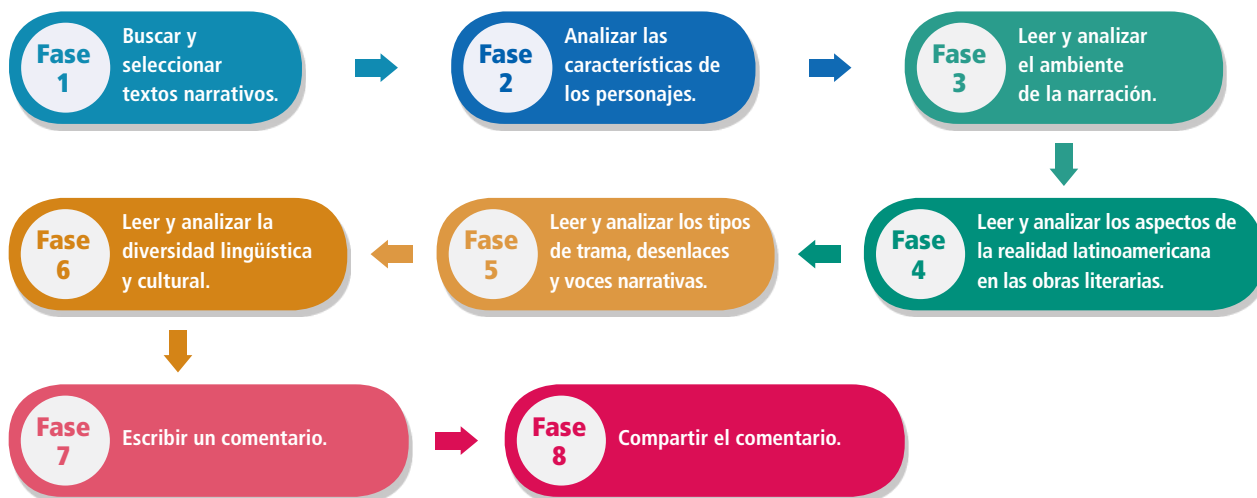 Fase
1
Buscar y
seleccionar
textos narrativos.
Fase
2
Analizar las
características de
los personajes.
Fase
3
Leer y analizar
el ambiente
de la narración.
Fase
4
Leer y analizar los aspectos de
la realidad latinoamericana
en las obras literarias.
Fase
5
Leer y analizar los tipos
de trama, desenlaces
y voces narrativas.
Fase
6
Leer y analizar la
diversidad lingüística
y cultural.
Fase
7
Escribir un comentario.
Fase
8
Compartir el comentario.